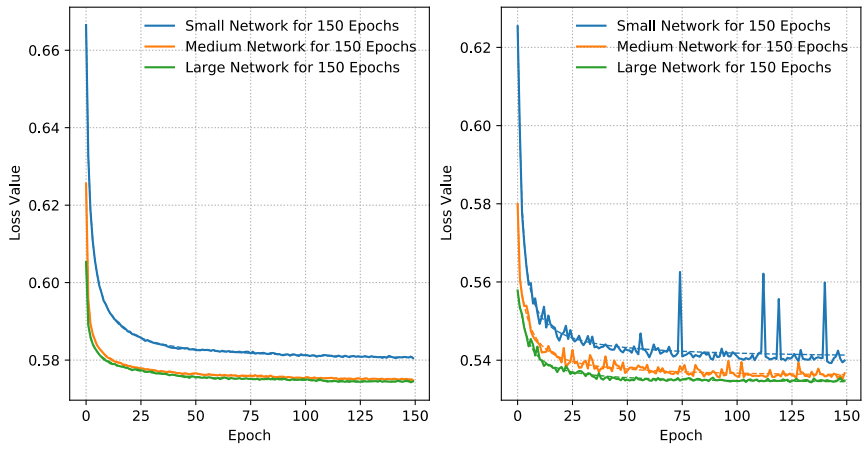 Small Network for 150 Epochs
Medium Network for 150 Epochs
Large Network for 150 Epochs
0.66
0.64
0.62
0.60
0.58
Loss Value
0 25 50 75 100 125 150
Epoch
Small Network for 150 Epochs
Medium Network for 150 Epochs
Large Network for 150 Epochs
0.62
0.60
0.58
0.56
0.54
Loss Value
0 25 50 75 100 125 150
Epoch